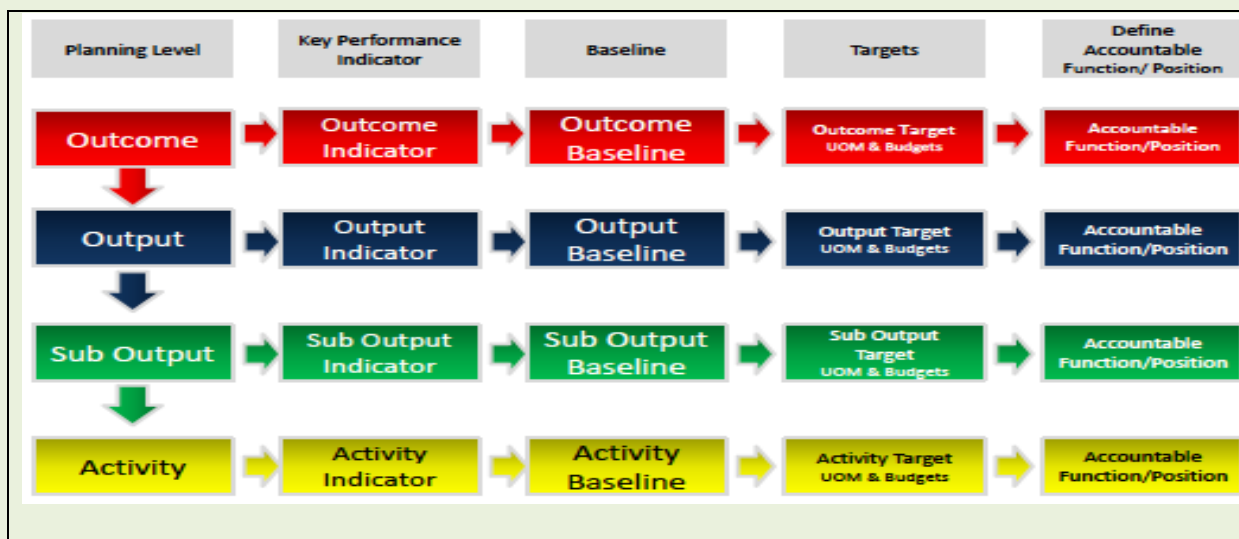 Planning Level
Key Performance
Indicator
Baseline
Targets
Define
Accountable
Function/ Position
Outcome
Outcome
Indicator
Outcome
Baseline
Outcome Target
UOM & Budgets
Accountable
Function/Position
Output
Output
Indicator
Output
Baseline
Output Target
UOM & Budgets
Accountable
Function/Position
Sub Output
Sub Output
Indicator
Sub Output
Baseline
Sub Output
Target
UOM & Budgets
Accountable
Function/Position
Activity
Activity
Indicator
Activity
Baseline
Activity Target
UOM & Budgets
Accountable
Function/Position